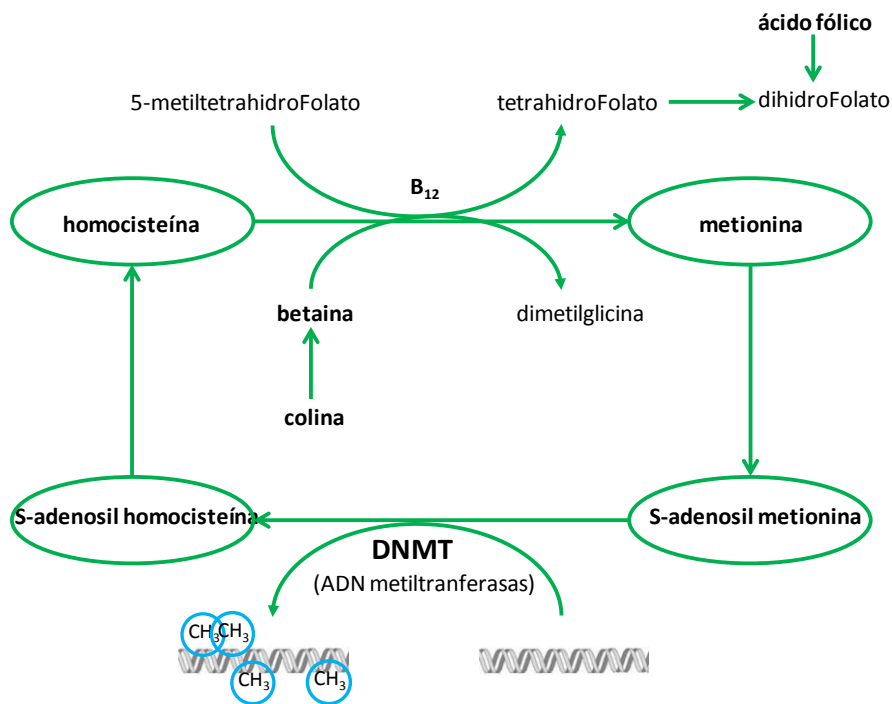 ácido fólico
5-metiltetrahidroFolato
tetrahidroFolato
dihidroFolato
B12
homocisteína
metionina
betaina
dimetilglicina
colina
S-adenosil homocisteína
S-adenosil metionina
DNMT
(ADN metiltranferasas)
CH3
CH3
CH3
CH3